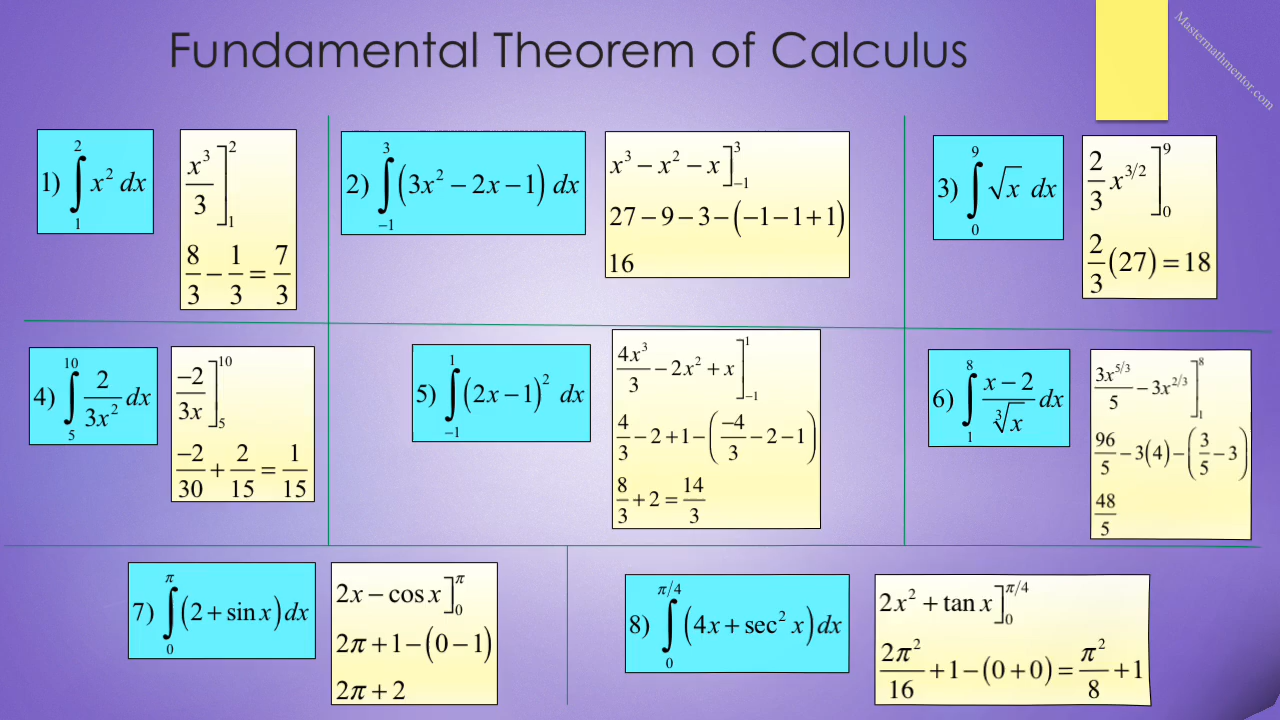 Fundamental Theorem of Calculus
Mastermathmentor.com
1) ∫₁² x² dx
x³/3 ]₁²
8/3 − 1/3 = 7/3
2) ∫₋₁³ (3x² − 2x − 1) dx
x³ − x² − x ]₋₁³
27 − 9 − 3 − (−1 − 1 + 1)
16
3) ∫₀⁹ √x dx
2/3 x^(3/2) ]₀⁹
2/3 (27) = 18
4) ∫₅¹⁰ 2/(3x²) dx
−2/(3x) ]₅¹⁰
−2/30 + 2/15 = 1/15
5) ∫₋₁¹ (2x − 1)² dx
4x³/3 − 2x² + x ]₋₁¹
4/3 − 2 + 1 − (−4/3 − 2 − 1)
8/3 + 2 = 14/3
6) ∫₁⁸ (x − 2)/∛x dx
3x^(5/3)/5 − 3x^(2/3) ]₁⁸
96/5 − 3(4) − (3/5 − 3)
48/5
7) ∫₀^π (2 + sin x) dx
2x − cos x ]₀^π
2π + 1 − (0 − 1)
2π + 2
8) ∫₀^(π/4) (4x + sec² x) dx
2x² + tan x ]₀^(π/4)
2π²/16 + 1 − (0 + 0) = π²/8 + 1